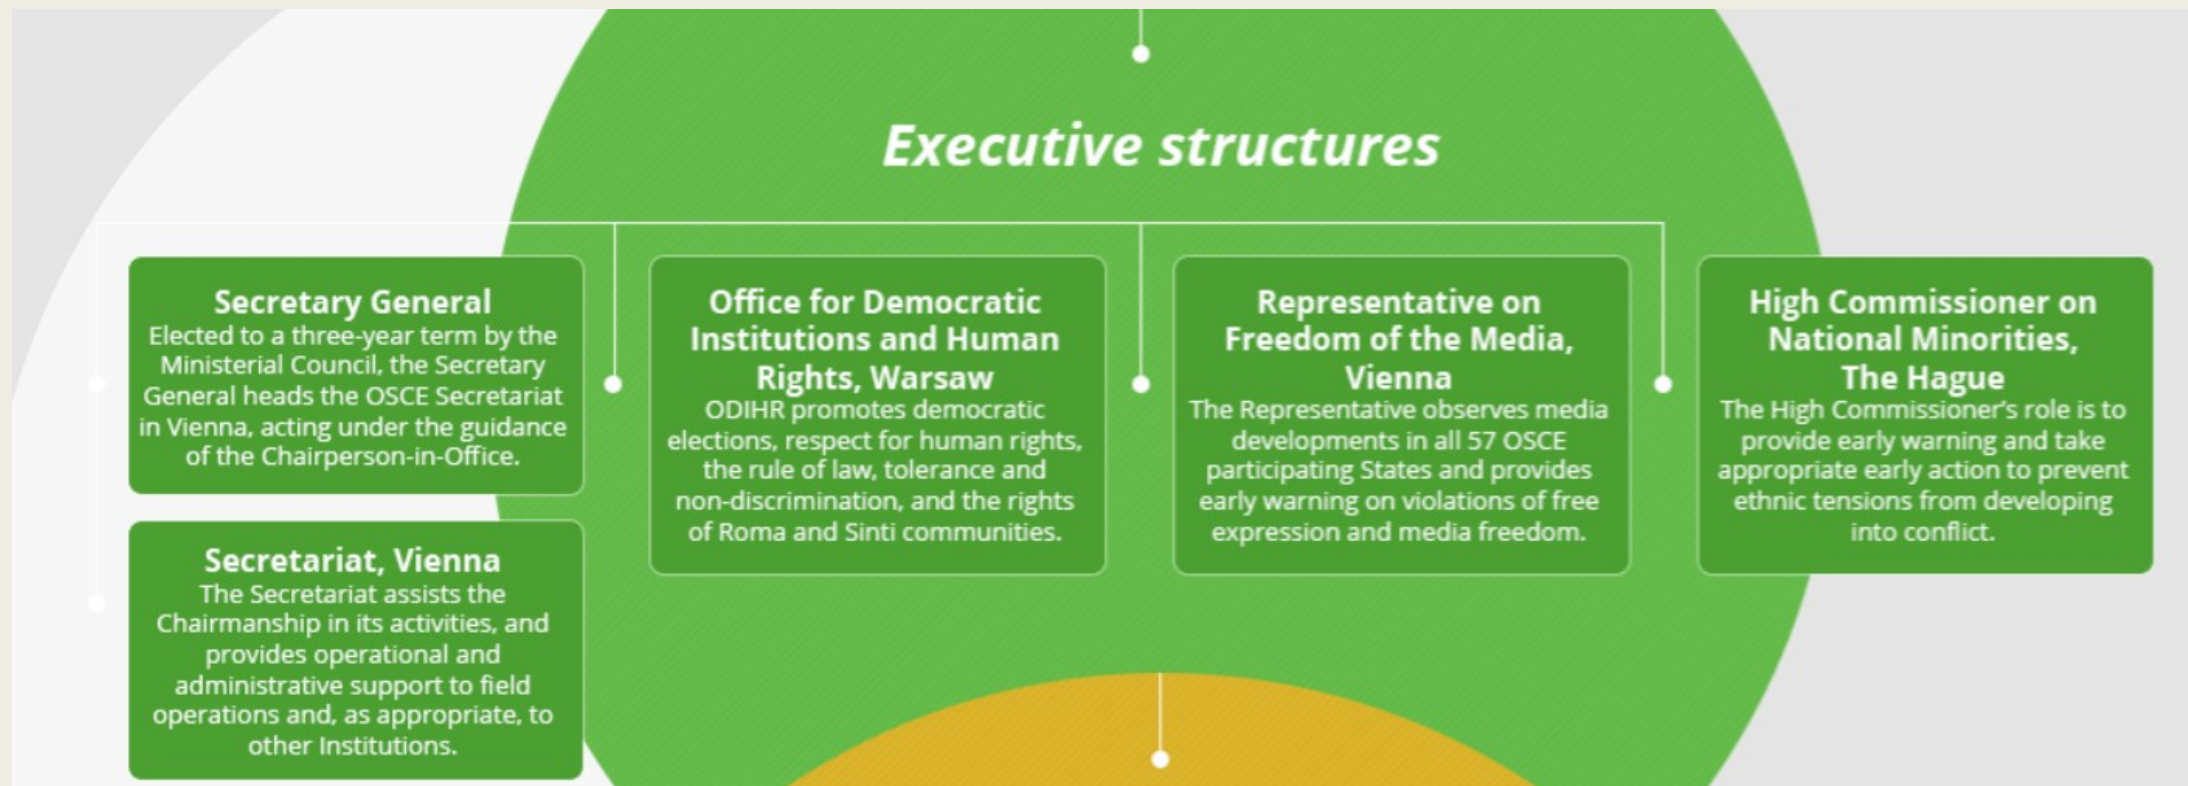 Executive structures
Secretary General
Elected to a three-year term by the
Ministerial Council, the Secretary
General heads the OSCE Secretariat
in Vienna, acting under the guidance
of the Chairperson-in-Office.
Secretariat, Vienna
The Secretariat assists the
Chairmanship in its activities, and
provides operational and
administrative support to field
operations and, as appropriate, to
other Institutions.
Office for Democratic
Institutions and Human
Rights, Warsaw
ODIHR promotes democratic
elections, respect for human rights,
the rule of law, tolerance and
non-discrimination, and the rights
of Roma and Sinti communities.
Representative on
Freedom of the Media,
Vienna
The Representative observes media
developments in all 57 OSCE
participating States and provides
early warning on violations of free
expression and media freedom.
High Commissioner on
National Minorities,
The Hague
The High Commissioner’s role is to
provide early warning and take
appropriate early action to prevent
ethnic tensions from developing
into conflict.